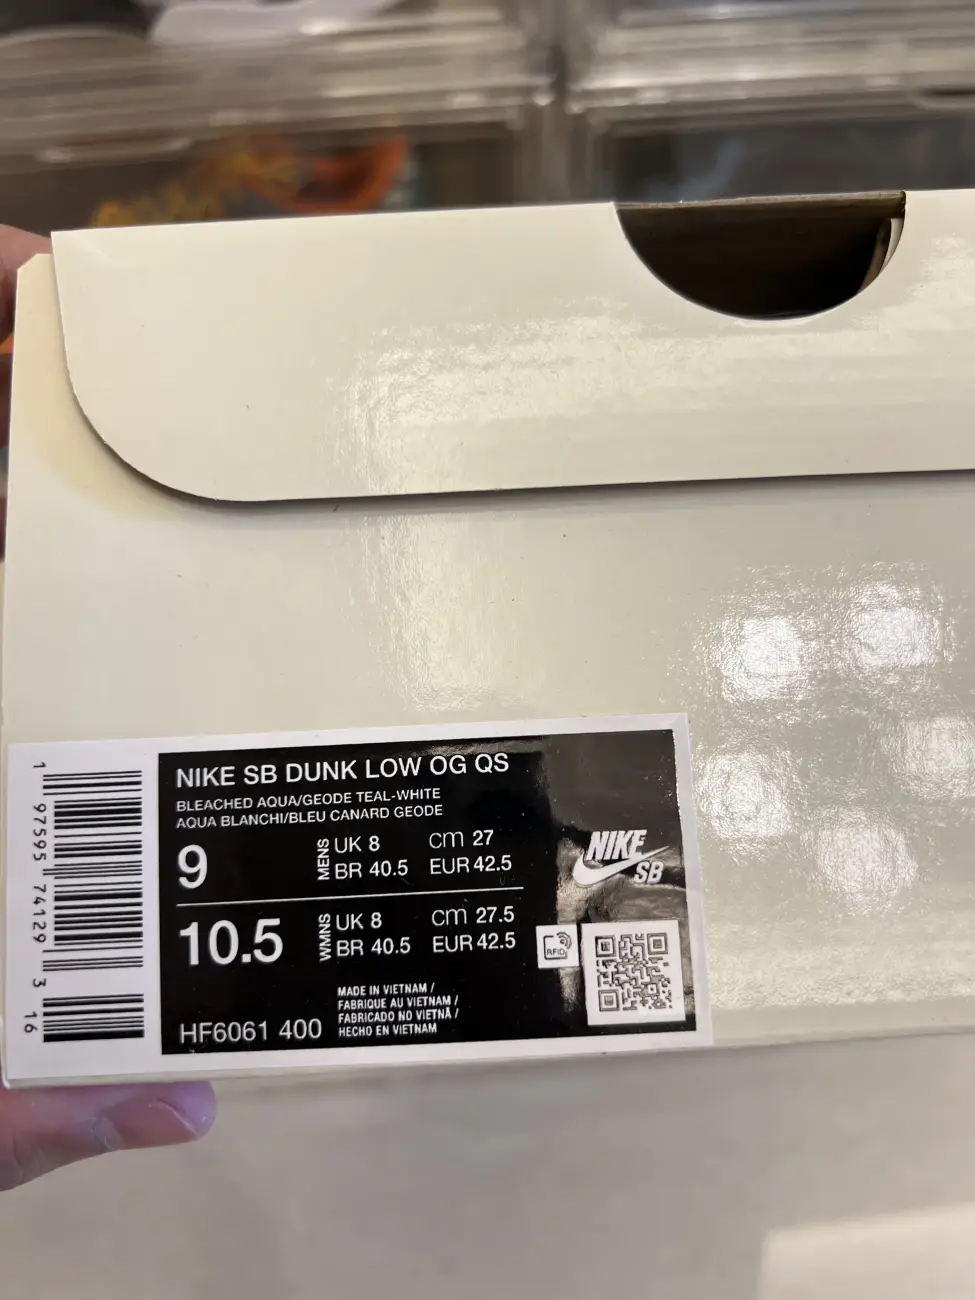 1 97595 74129 3 16
NIKE SB DUNK LOW OG QS
BLEACHED AQUA/GEODE TEAL-WHITE
AQUA BLANCHI/BLEU CANARD GEODE
9
MENS
UK 8 cm 27
BR 40.5 EUR 42.5
10.5
WMNS
UK 8 cm 27.5
BR 40.5 EUR 42.5
NIKE
SB
RFID
MADE IN VIETNAM /
FABRIQUE AU VIETNAM /
FABRICADO NO VIETNÃ /
HECHO EN VIETNAM
HF6061 400